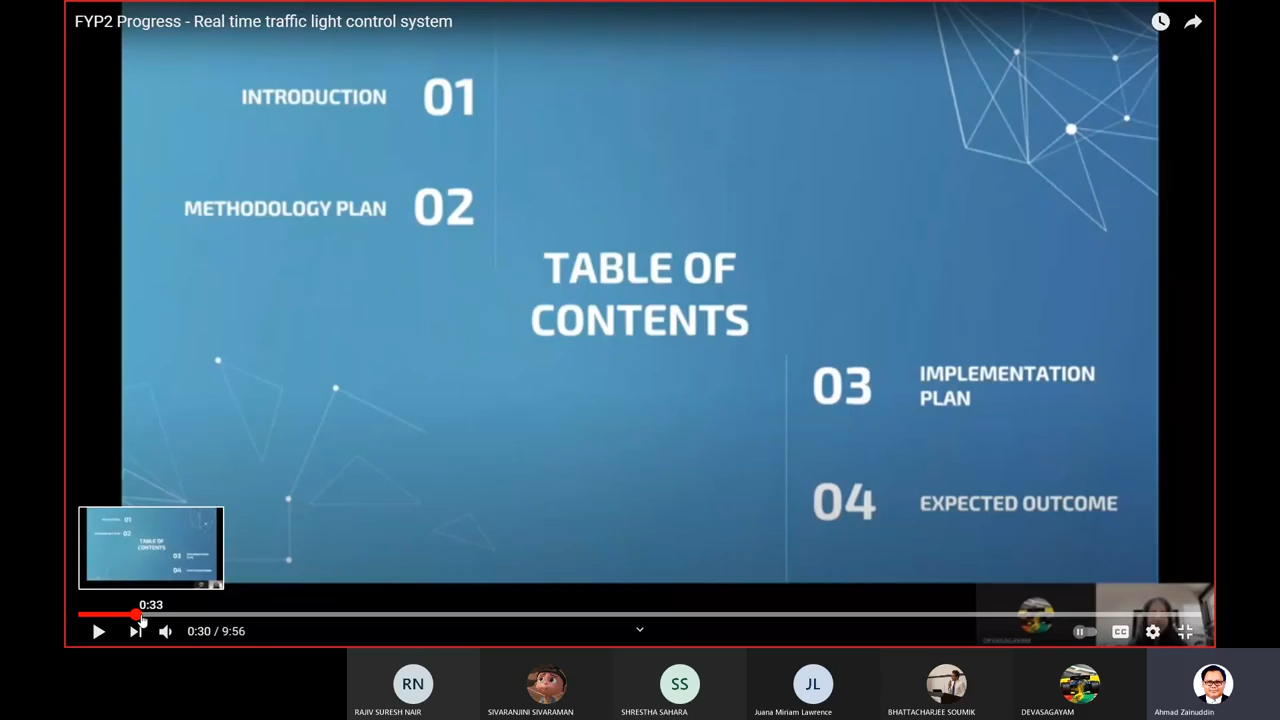 FYP2 Progress - Real time traffic light control system
INTRODUCTION 01
METHODOLOGY PLAN 02
TABLE OF
CONTENTS
03 IMPLEMENTATION
PLAN
04 EXPECTED OUTCOME
0:33
0:30 / 9:56
CC
RN
SS
JL
RAJIV SURESH NAIR
SIVARANJINI SIVARAMAN
SHRESTHA SAHARA
Juana Miriam Lawrence
BHATTACHARJEE SOUMIK
DEVASAGAYAM
Ahmad Zainuddin